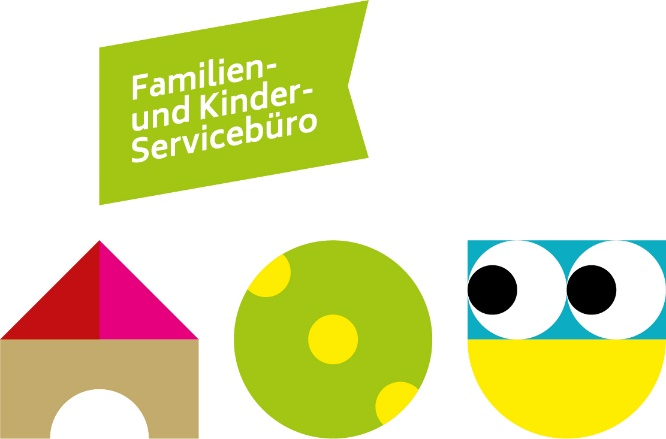 Familien-
und Kinder-
Servicebüro